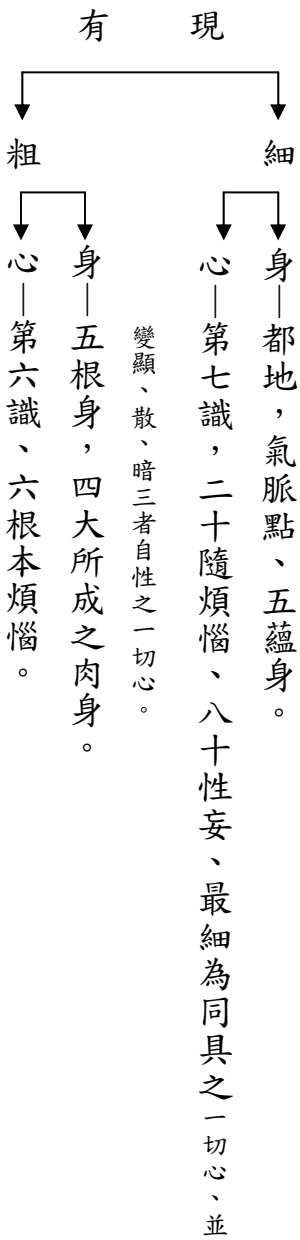 現有
細
身—都地，氣脈點、五蘊身。
心—第七識，二十隨煩惱、八十性妄、最細為同具之一切心、並
變顯、散、暗三者自性之一切心。
粗
身—五根身，四大所成之肉身。
心—第六識、六根本煩惱。